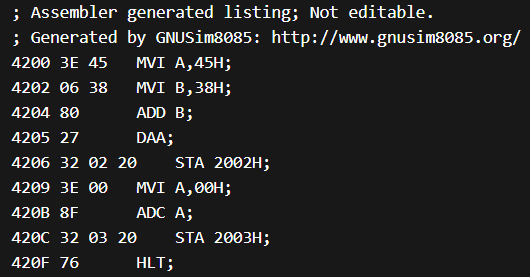 ; Assembler generated listing; Not editable.
; Generated by GNUSim8085: http://www.gnusim8085.org/
4200 3E 45   MVI A,45H;
4202 06 38   MVI B,38H;
4204 80      ADD B;
4205 27      DAA;
4206 32 02 20    STA 2002H;
4209 3E 00   MVI A,00H;
420B 8F      ADC A;
420C 32 03 20    STA 2003H;
420F 76      HLT;